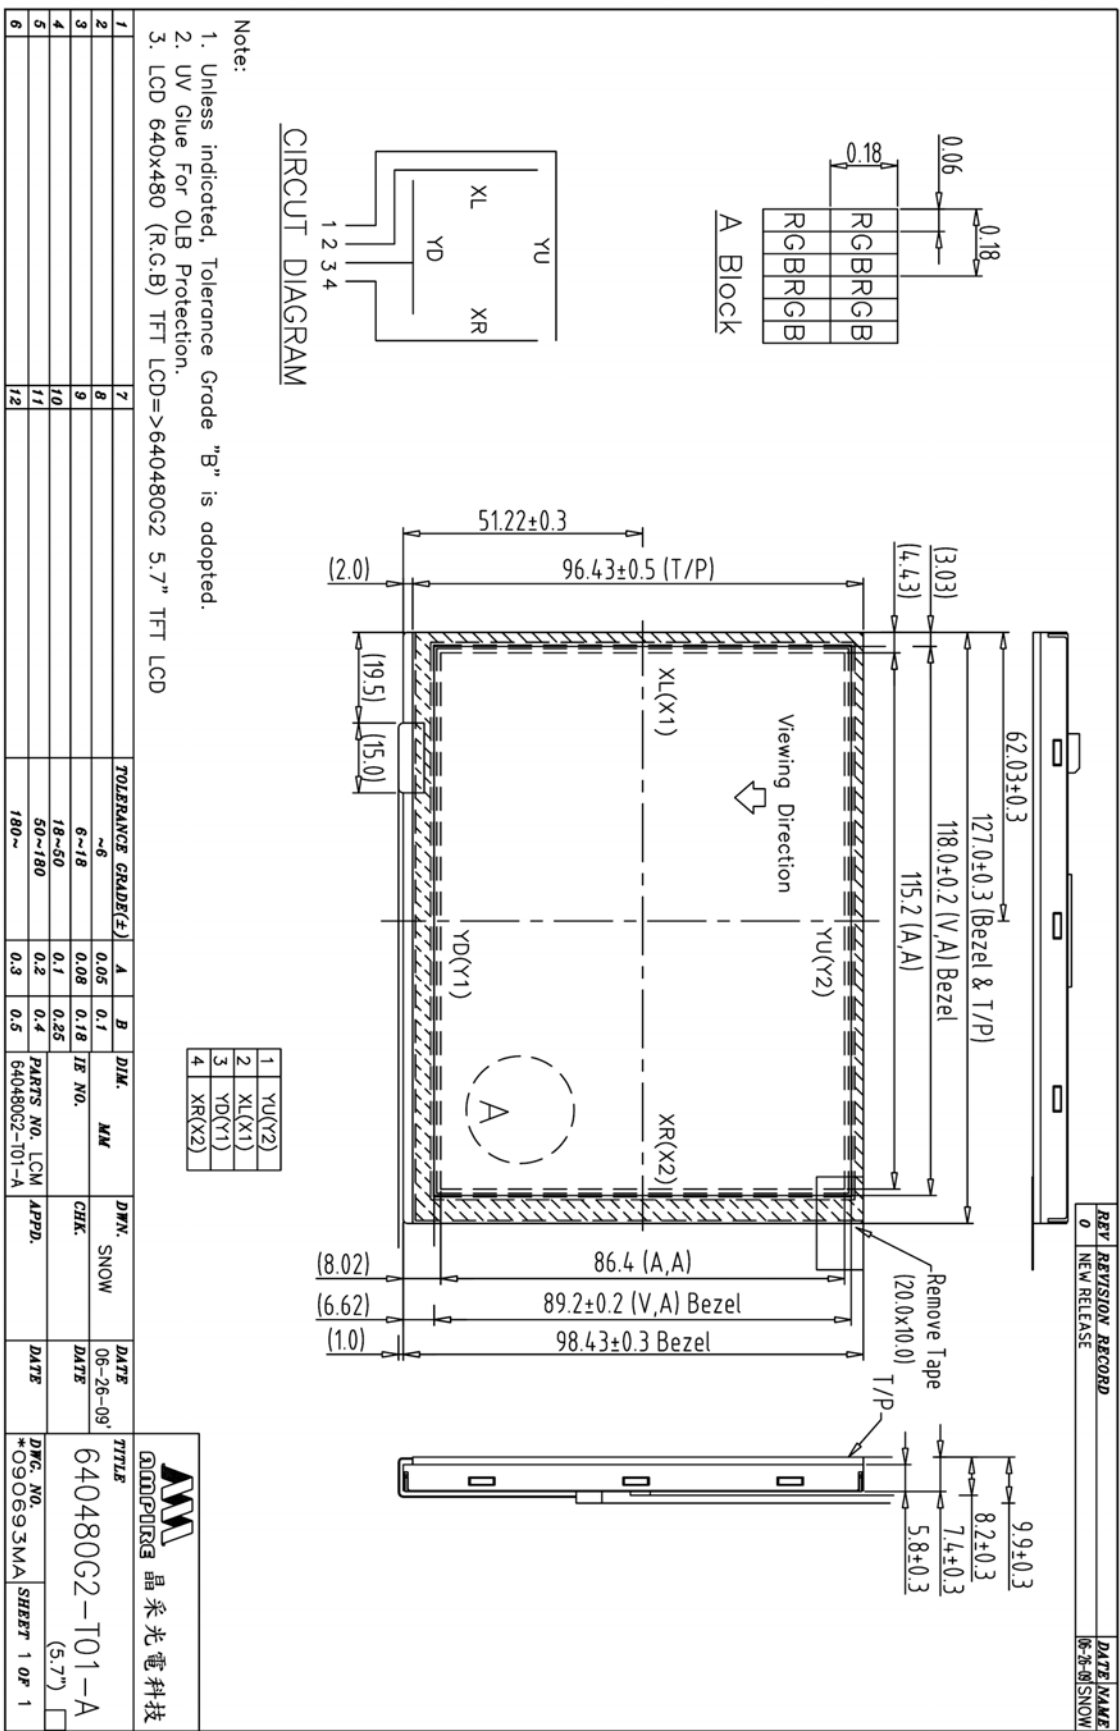 REV REVISION RECORD DATE NAME
0 NEW RELEASE 06-26-09 SNOW
0.06
0.18
0.18
RGBRGB
RGBRGB
A Block
YU
XL
XR
YD
1 2 3 4
CIRCUT DIAGRAM
62.03±0.3
127.0±0.3 (Bezel & T/P)
118.0±0.2 (V,A) Bezel
115.2 (A,A)
(3.03)
(4.43)
96.43±0.5 (T/P)
51.22±0.3
(2.0)
(19.5)
(15.0)
XL(X1)
Viewing Direction
YU(Y2)
YD(Y1)
XR(X2)
A
Remove Tape
(20.0x10.0)
86.4 (A,A)
(8.02)
89.2±0.2 (V,A) Bezel
(6.62)
98.43±0.3 Bezel
(1.0)
T/P
9.9±0.3
8.2±0.3
7.4±0.3
5.8±0.3
1 YU(Y2)
2 XL(X1)
3 YD(Y1)
4 XR(X2)
Note:
1. Unless indicated, Tolerance Grade "B" is adopted.
2. UV Glue For OLB Protection.
3. LCD 640x480 (R.G.B) TFT LCD=>640480G2 5.7" TFT LCD
1 7
2 8
3 9
4 10
5 11
6 12
TOLERANCE GRADE(±) A B
~6 0.05 0.1
6~18 0.08 0.18
18~50 0.1 0.25
50~180 0.2 0.4
180~ 0.3 0.5
DIM. MM
IE NO.
PARTS NO. LCM
640480G2-T01-A
DWN. SNOW
DATE 06-26-09'
CHK.
DATE
APPD.
DATE
AMPIRE 晶采光電科技
TITLE
640480G2-T01-A
(5.7")
DWG. NO.
*090693MA
SHEET 1 OF 1